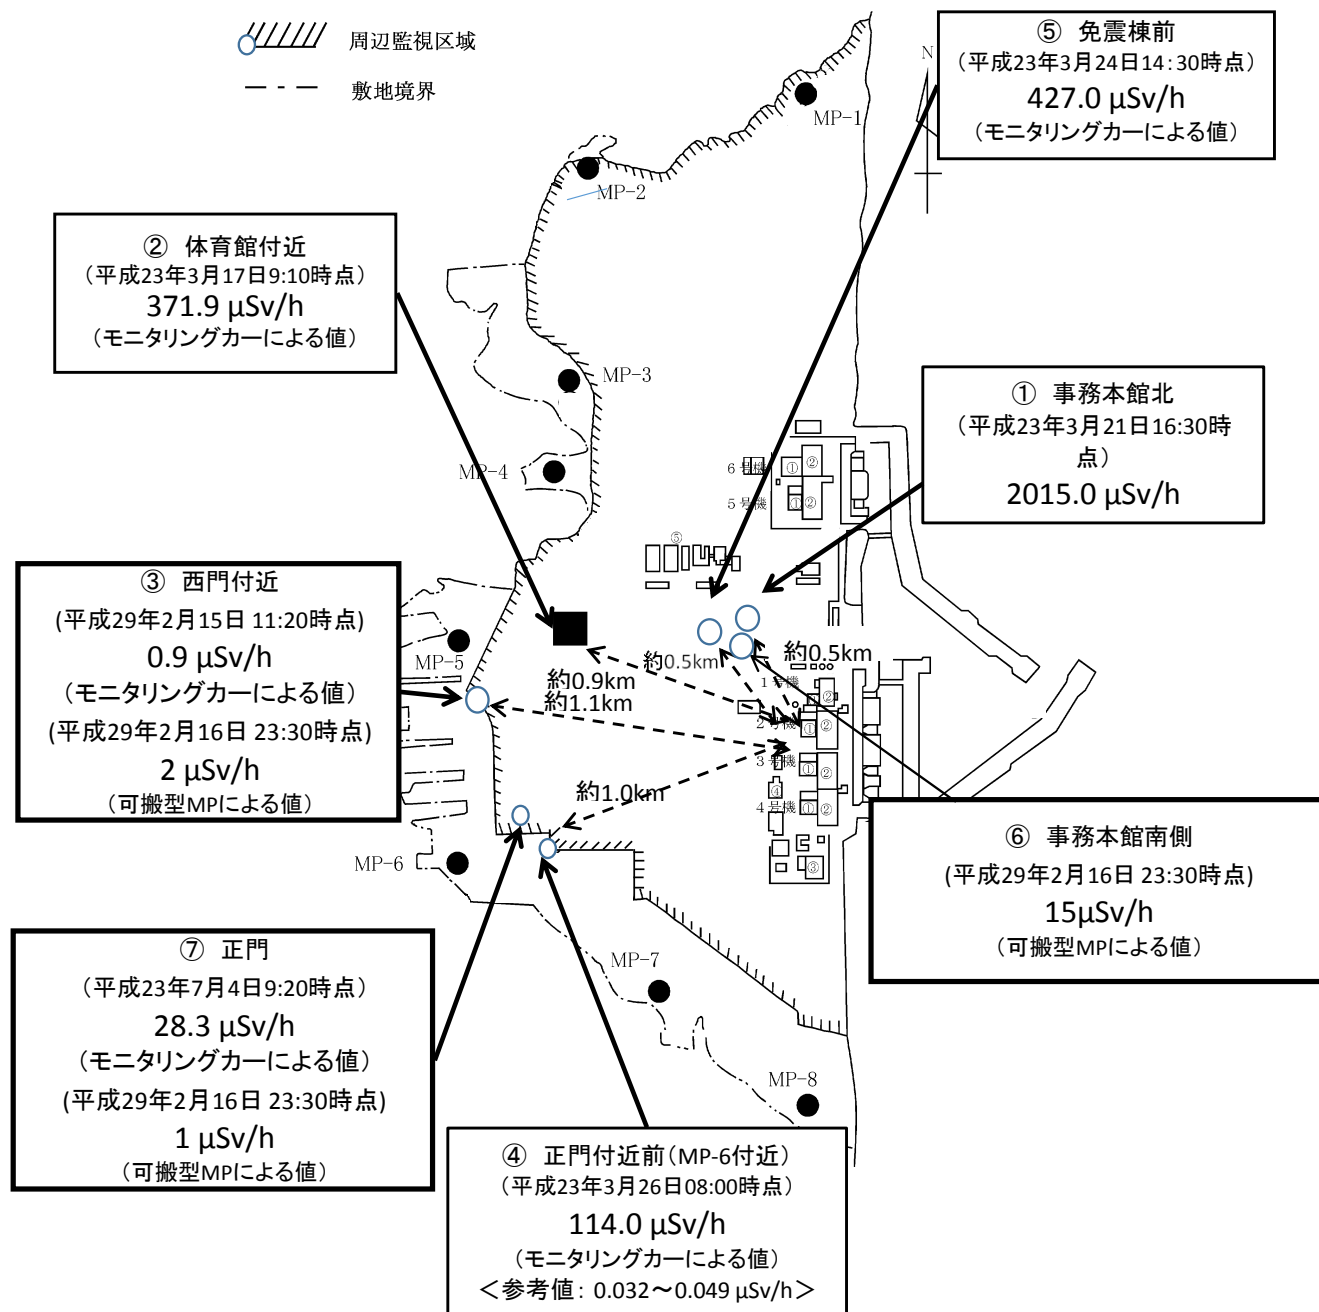 周辺監視区域
敷地境界
⑤ 免震棟前
(平成23年3月24日14:30時点)
427.0 µSv/h
(モニタリングカーによる値)
N
MP-1
MP-2
② 体育館付近
(平成23年3月17日9:10時点)
371.9 µSv/h
(モニタリングカーによる値)
MP-3
① 事務本館北
(平成23年3月21日16:30時
点)
2015.0 µSv/h
MP-4
6号機
① ②
5号機
① ②
⑤
③ 西門付近
(平成29年2月15日 11:20時点)
0.9 µSv/h
(モニタリングカーによる値)
(平成29年2月16日 23:30時点)
2 µSv/h
(可搬型MPによる値)
MP-5
約0.5km
約0.5km
約0.9km
約1.1km
1号機
②
2号機
① ②
3号機
① ②
約1.0km
④
4号機
① ②
③
MP-6
⑥ 事務本館南側
(平成29年2月16日 23:30時点)
15µSv/h
(可搬型MPによる値)
⑦ 正門
(平成23年7月4日9:20時点)
28.3 µSv/h
(モニタリングカーによる値)
(平成29年2月16日 23:30時点)
1 µSv/h
(可搬型MPによる値)
MP-7
MP-8
④ 正門付近前(MP-6付近)
(平成23年3月26日08:00時点)
114.0 µSv/h
(モニタリングカーによる値)
<参考値: 0.032～0.049 µSv/h>